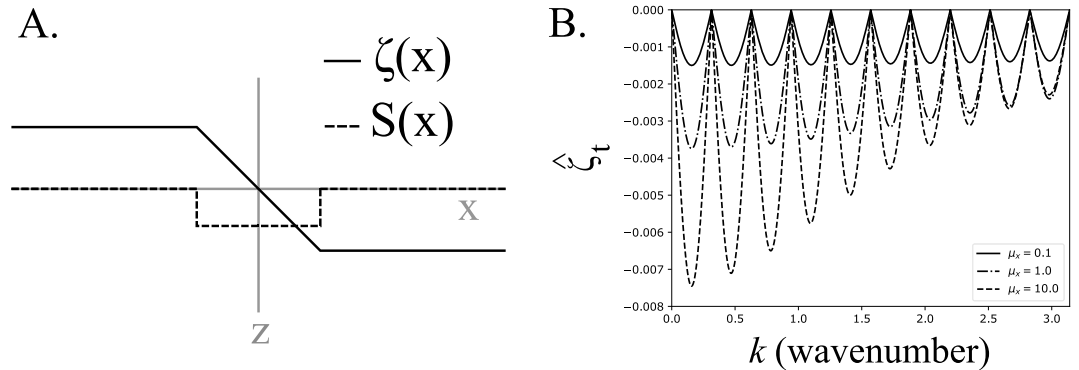 A.
ζ(x)
S(x)
x
z
B.
0.000
−0.001
−0.002
−0.003
−0.004
−0.005
−0.006
−0.007
−0.008
ζ̂ₜ
μₓ = 0.1
μₓ = 1.0
μₓ = 10.0
0.0 0.5 1.0 1.5 2.0 2.5 3.0
k (wavenumber)